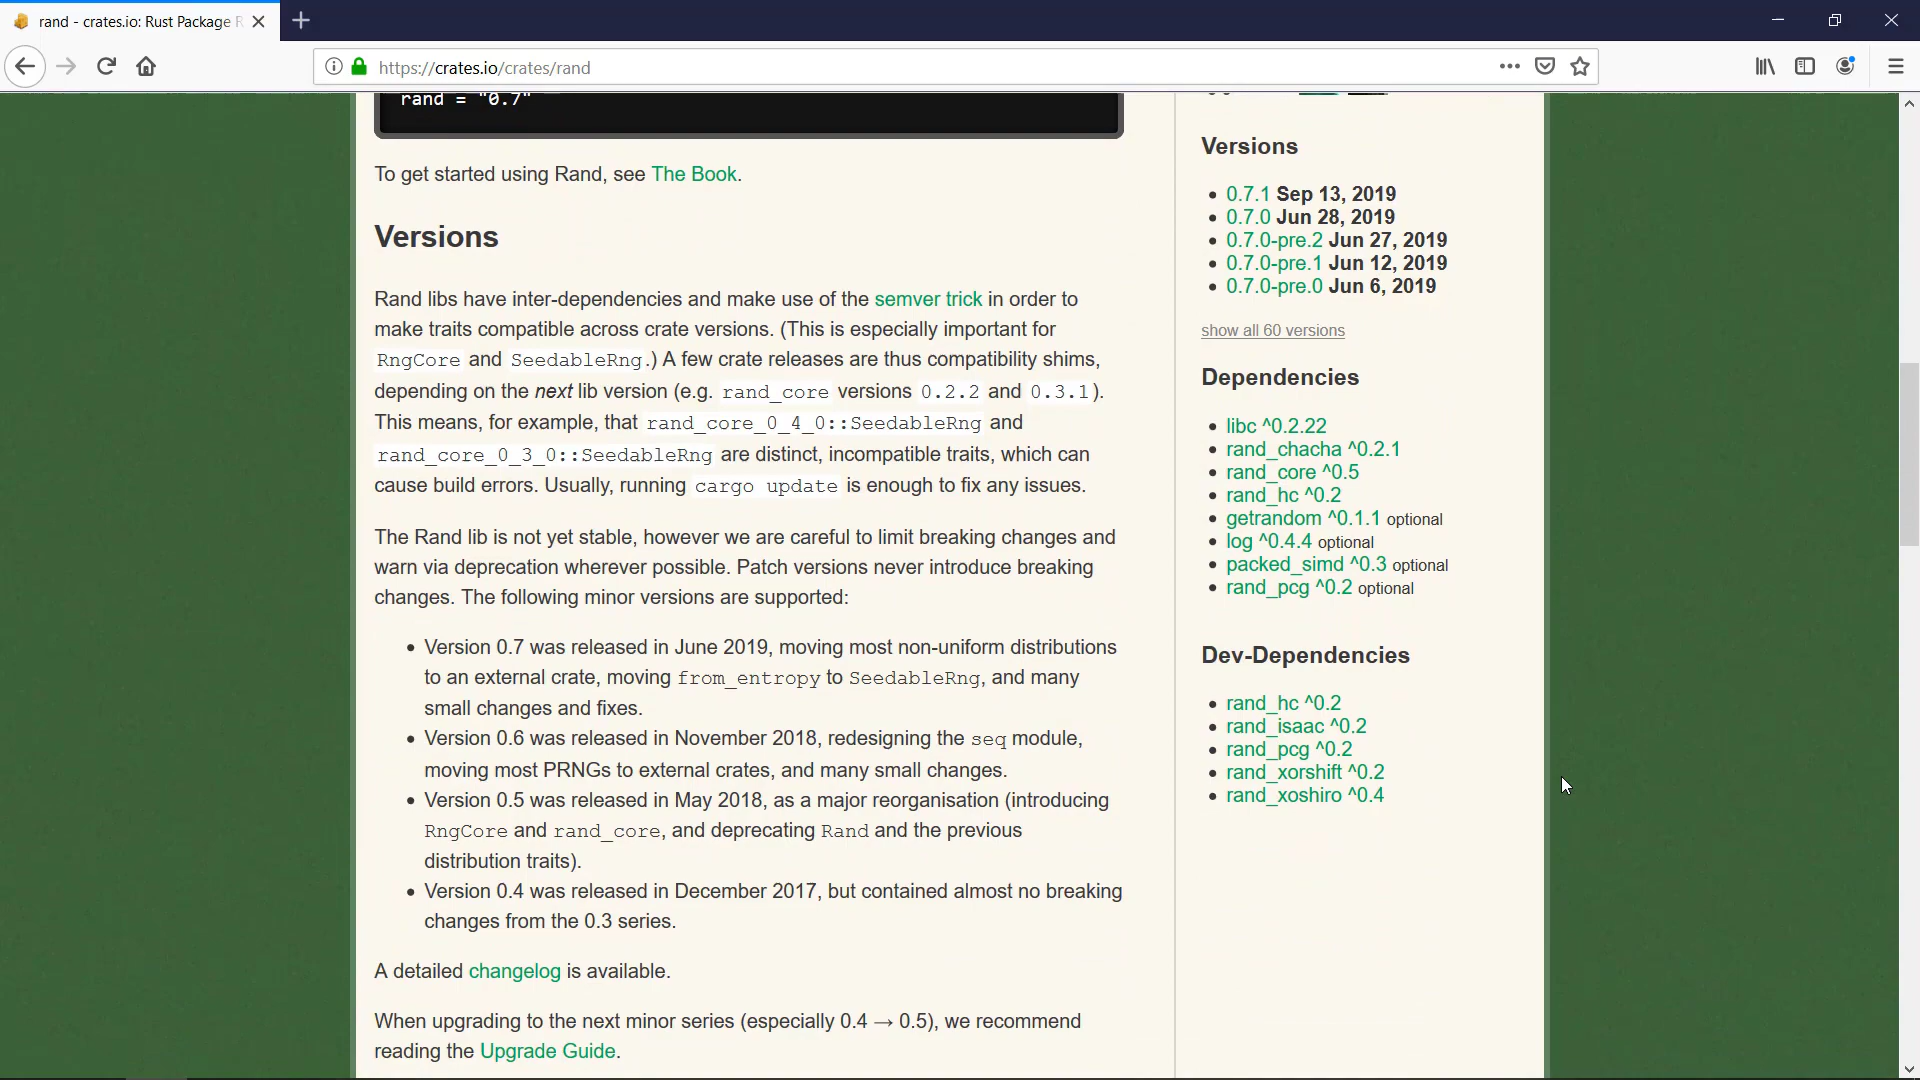 rand - crates.io: Rust Package R
https://crates.io/crates/rand
rand = "0.7"
To get started using Rand, see The Book.
Versions
Rand libs have inter-dependencies and make use of the semver trick in order to
make traits compatible across crate versions. (This is especially important for
RngCore and SeedableRng.) A few crate releases are thus compatibility shims,
depending on the next lib version (e.g. rand_core versions 0.2.2 and 0.3.1).
This means, for example, that rand_core_0_4_0::SeedableRng and
rand_core_0_3_0::SeedableRng are distinct, incompatible traits, which can
cause build errors. Usually, running cargo update is enough to fix any issues.
The Rand lib is not yet stable, however we are careful to limit breaking changes and
warn via deprecation wherever possible. Patch versions never introduce breaking
changes. The following minor versions are supported:
• Version 0.7 was released in June 2019, moving most non-uniform distributions
to an external crate, moving from_entropy to SeedableRng, and many
small changes and fixes.
• Version 0.6 was released in November 2018, redesigning the seq module,
moving most PRNGs to external crates, and many small changes.
• Version 0.5 was released in May 2018, as a major reorganisation (introducing
RngCore and rand_core, and deprecating Rand and the previous
distribution traits).
• Version 0.4 was released in December 2017, but contained almost no breaking
changes from the 0.3 series.
A detailed changelog is available.
When upgrading to the next minor series (especially 0.4 → 0.5), we recommend
reading the Upgrade Guide.
Versions
• 0.7.1 Sep 13, 2019
• 0.7.0 Jun 28, 2019
• 0.7.0-pre.2 Jun 27, 2019
• 0.7.0-pre.1 Jun 12, 2019
• 0.7.0-pre.0 Jun 6, 2019
show all 60 versions
Dependencies
• libc ^0.2.22
• rand_chacha ^0.2.1
• rand_core ^0.5
• rand_hc ^0.2
• getrandom ^0.1.1 optional
• log ^0.4.4 optional
• packed_simd ^0.3 optional
• rand_pcg ^0.2 optional
Dev-Dependencies
• rand_hc ^0.2
• rand_isaac ^0.2
• rand_pcg ^0.2
• rand_xorshift ^0.2
• rand_xoshiro ^0.4